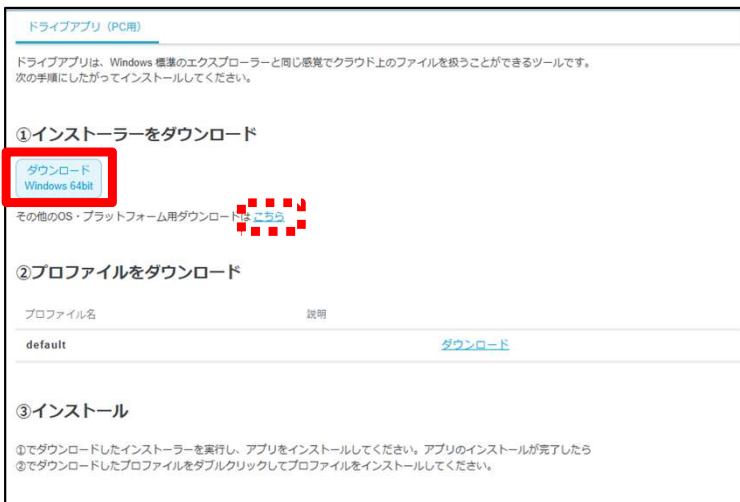 ドライブアプリ（PC用）
ドライブアプリは、Windows 標準のエクスプローラーと同じ感覚でクラウド上のファイルを扱うことができるツールです。
次の手順にしたがってインストールしてください。
①インストーラーをダウンロード
ダウンロード
Windows 64bit
その他のOS・プラットフォーム用ダウンロードは こちら
②プロファイルをダウンロード
プロファイル名 説明
default ダウンロード
③インストール
①でダウンロードしたインストーラーを実行し、アプリをインストールしてください。アプリのインストールが完了したら
②でダウンロードしたプロファイルをダブルクリックしてプロファイルをインストールしてください。